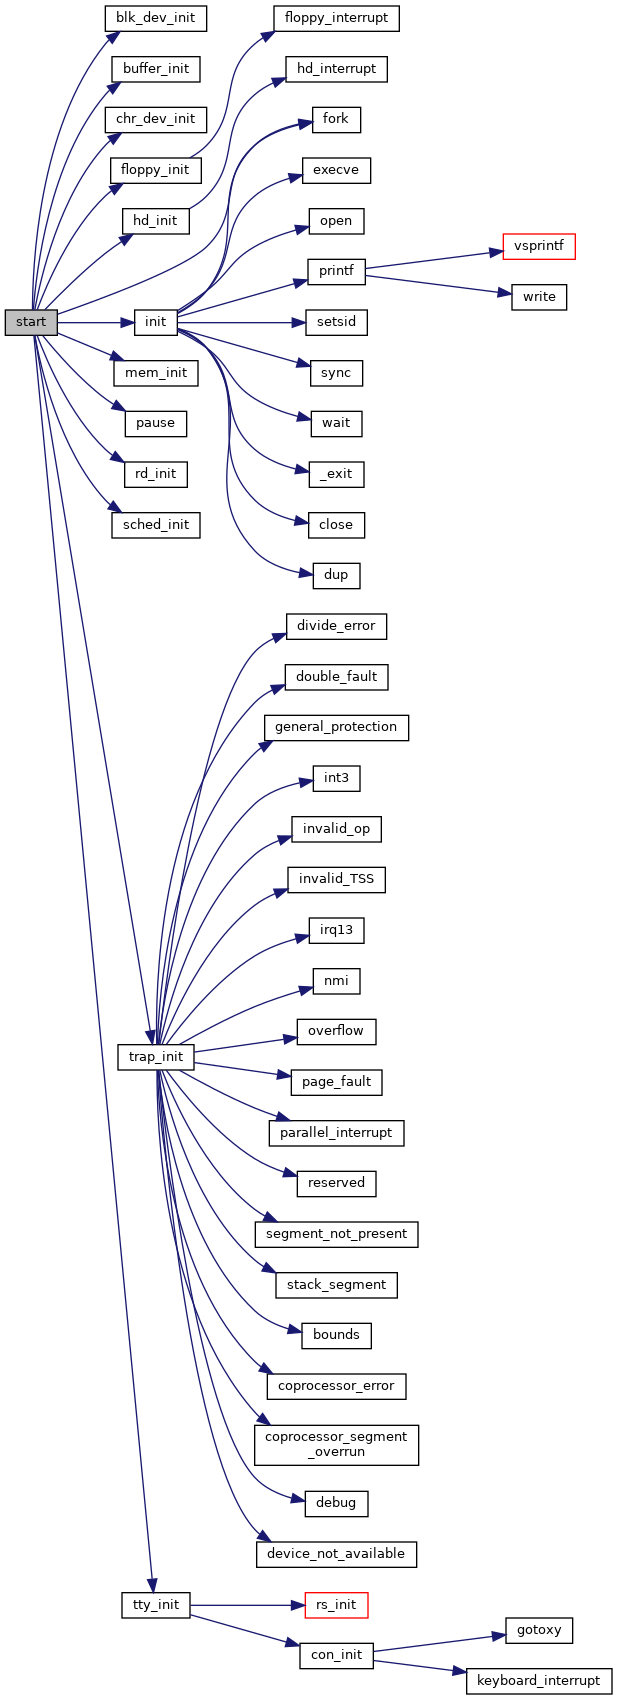 blk_dev_init
floppy_interrupt
buffer_init
hd_interrupt
chr_dev_init
fork
floppy_init
execve
hd_init
open
vsprintf
printf
write
start
init
setsid
mem_init
sync
pause
wait
rd_init
_exit
sched_init
close
dup
divide_error
double_fault
general_protection
int3
invalid_op
invalid_TSS
irq13
nmi
overflow
trap_init
page_fault
parallel_interrupt
reserved
segment_not_present
stack_segment
bounds
coprocessor_error
coprocessor_segment
_overrun
debug
device_not_available
tty_init
rs_init
gotoxy
con_init
keyboard_interrupt